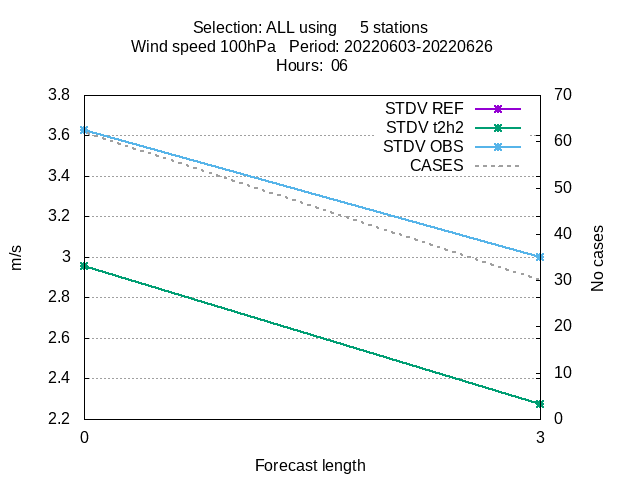 Selection: ALL using     5 stations
Wind speed 100hPa   Period: 20220603-20220626
Hours:  06
3.8
3.6
3.4
3.2
3
2.8
2.6
2.4
2.2
70
60
50
40
30
20
10
0
STDV REF
STDV t2h2
STDV OBS
CASES
m/s
No cases
0
3
Forecast length